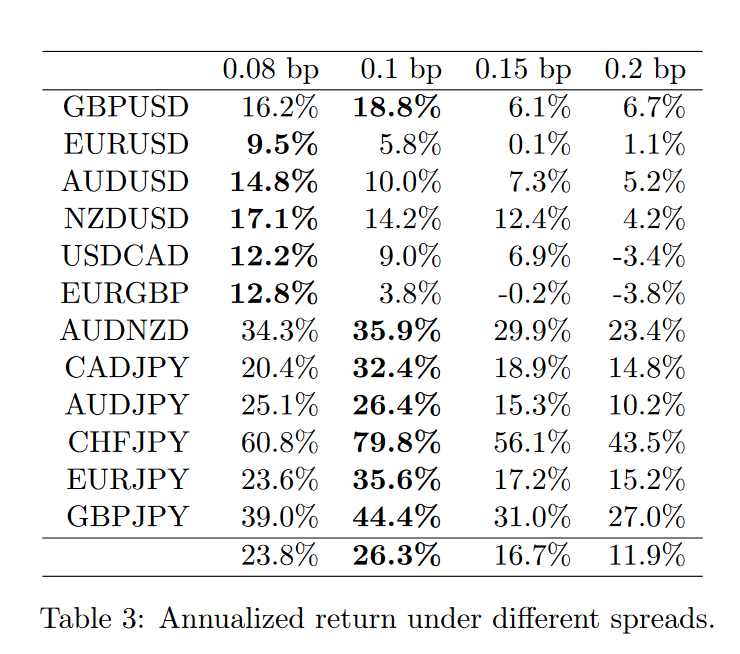 0.08 bp 0.1 bp 0.15 bp 0.2 bp
GBPUSD 16.2% 18.8% 6.1% 6.7%
EURUSD 9.5% 5.8% 0.1% 1.1%
AUDUSD 14.8% 10.0% 7.3% 5.2%
NZDUSD 17.1% 14.2% 12.4% 4.2%
USDCAD 12.2% 9.0% 6.9% -3.4%
EURGBP 12.8% 3.8% -0.2% -3.8%
AUDNZD 34.3% 35.9% 29.9% 23.4%
CADJPY 20.4% 32.4% 18.9% 14.8%
AUDJPY 25.1% 26.4% 15.3% 10.2%
CHFJPY 60.8% 79.8% 56.1% 43.5%
EURJPY 23.6% 35.6% 17.2% 15.2%
GBPJPY 39.0% 44.4% 31.0% 27.0%
23.8% 26.3% 16.7% 11.9%
Table 3: Annualized return under different spreads.